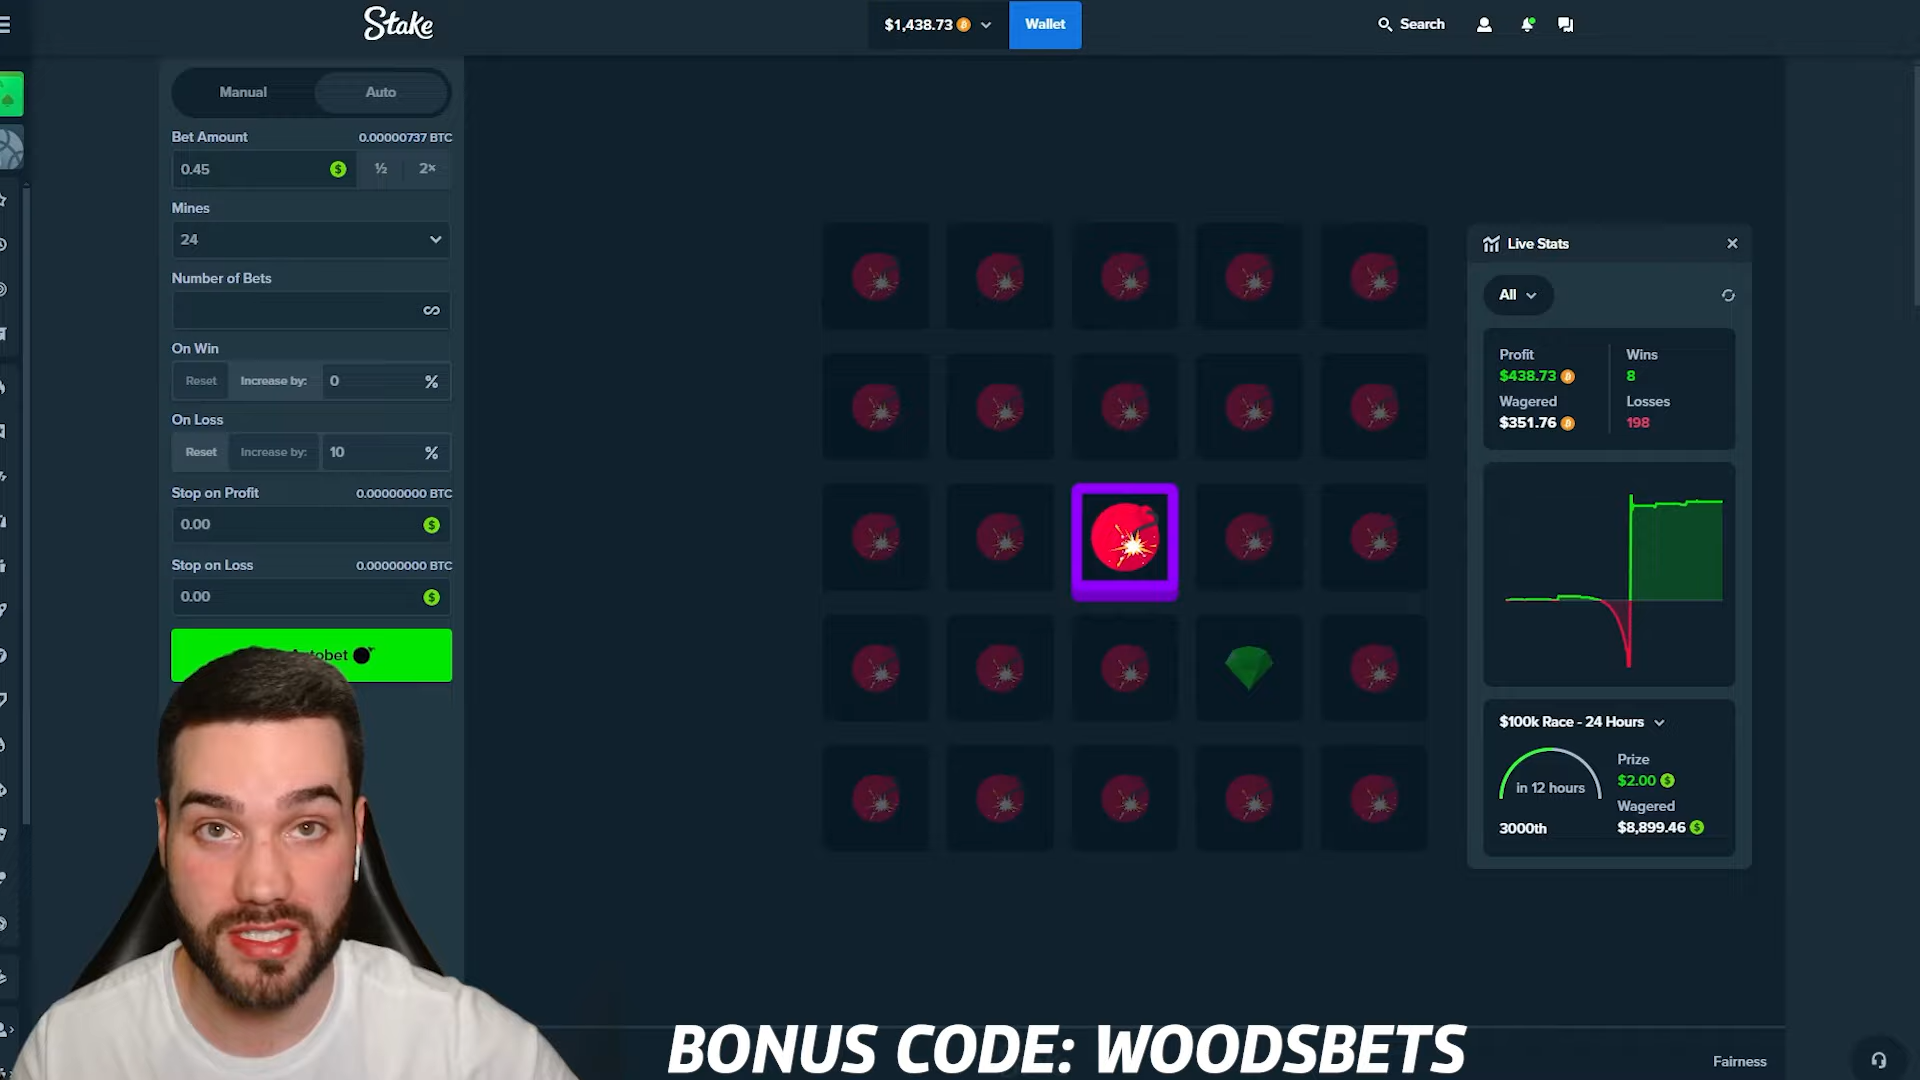 Stake
$1,438.73
Wallet
Search
Manual
Auto
Bet Amount
0.00000737 BTC
0.45
½
2×
Mines
24
Number of Bets
∞
On Win
Reset
Increase by:
0
%
On Loss
Reset
Increase by:
10
%
Stop on Profit
0.00000000 BTC
0.00
Stop on Loss
0.00000000 BTC
0.00
Live Stats
All
Profit
Wins
$438.73
8
Wagered
Losses
$351.76
198
$100k Race - 24 Hours
in 12 hours
Prize
$2.00
Wagered
3000th
$8,899.46
BONUS CODE: WOODSBETS
Fairness